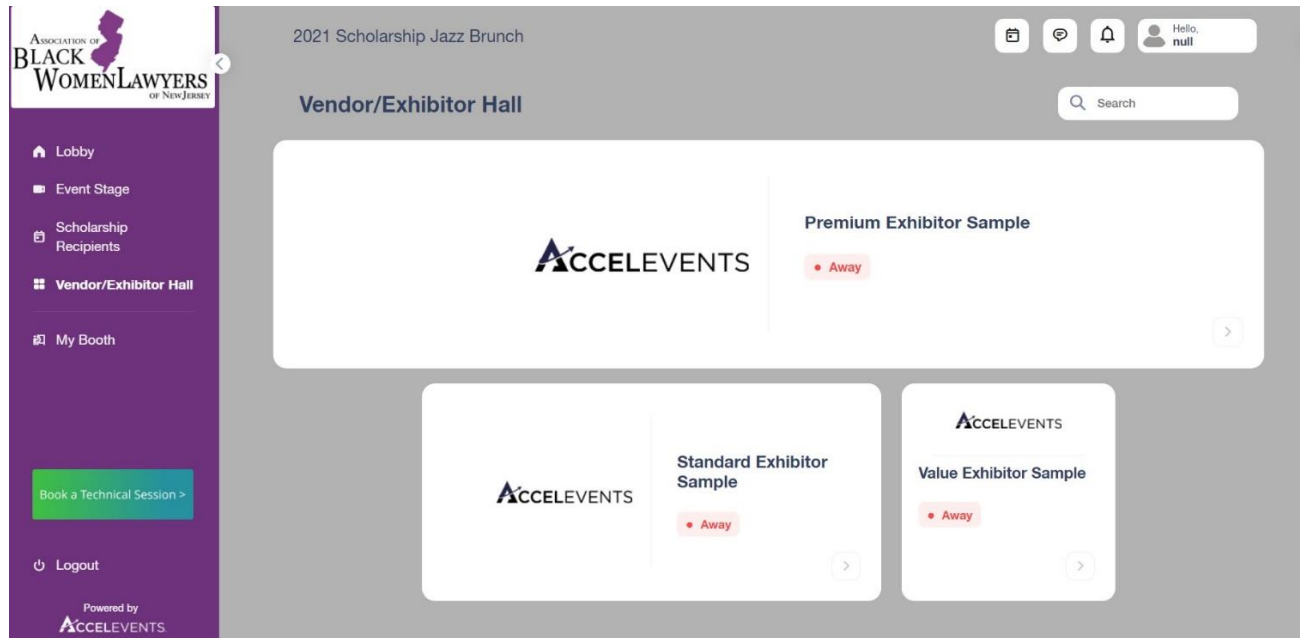 ASSOCIATION OF
BLACK
WOMENLAWYERS
OF NEW JERSEY
Lobby
Event Stage
Scholarship
Recipients
Vendor/Exhibitor Hall
My Booth
Book a Technical Session >
Logout
Powered by
ACCELEVENTS
2021 Scholarship Jazz Brunch
Hello,
null
Vendor/Exhibitor Hall
Search
ACCELEVENTS
Premium Exhibitor Sample
Away
ACCELEVENTS
Standard Exhibitor
Sample
Away
ACCELEVENTS
Value Exhibitor Sample
Away